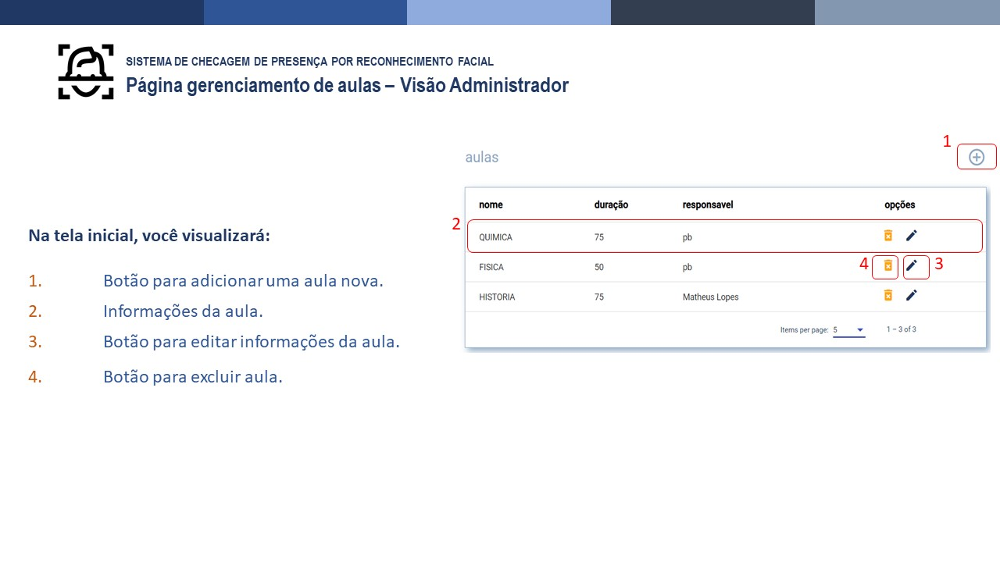 SISTEMA DE CHECAGEM DE PRESENÇA POR RECONHECIMENTO FACIAL
Página gerenciamento de aulas – Visão Administrador
Na tela inicial, você visualizará:
1. Botão para adicionar uma aula nova.
2. Informações da aula.
3. Botão para editar informações da aula.
4. Botão para excluir aula.
aulas 1
nome duração responsavel opções
2 QUIMICA 75 pb
FISICA 50 pb 4 3
HISTORIA 75 Matheus Lopes
Items per page: 5 1 – 3 of 3